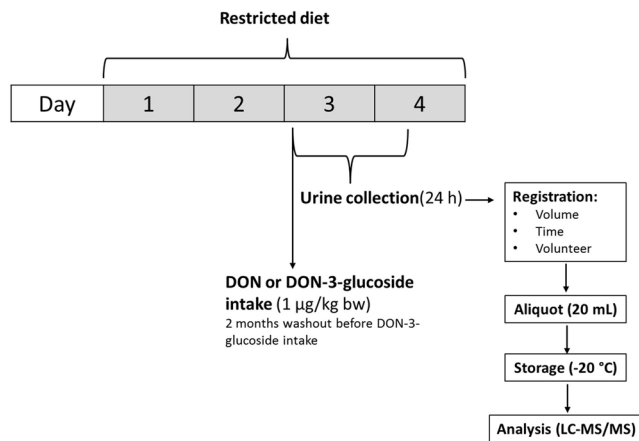 Restricted diet
Day 1 2 3 4
Urine collection(24 h)
Registration:
• Volume
• Time
• Volunteer
DON or DON-3-glucoside
intake (1 µg/kg bw)
2 months washout before DON-3-
glucoside intake
Aliquot (20 mL)
Storage (-20 °C)
Analysis (LC-MS/MS)